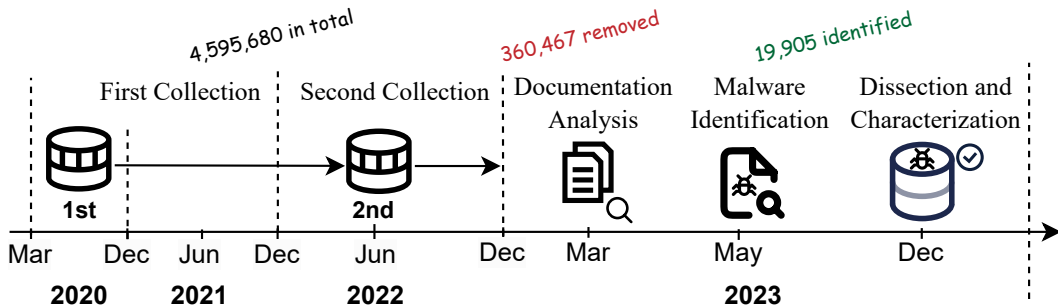 4,595,680 in total
360,467 removed
19,905 identified
First Collection
Second Collection
Documentation
Analysis
Malware
Identification
Dissection and
Characterization
1st
2nd
Mar
Dec
Jun
Dec
Jun
Dec
Mar
May
Dec
2020
2021
2022
2023